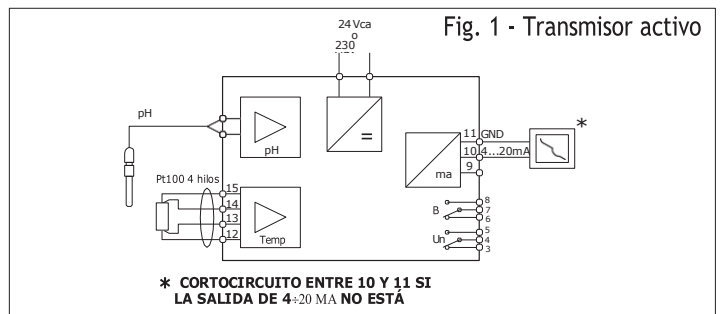 Fig. 1 - Transmisor activo
24 Vca
o
230
pH
pH
=
11 GND
*
10 4...20mA
9
ma
Pt100 4 hilos
15
14
13
12
Temp
8
B 7
6
5
Un 4
3
* CORTOCIRCUITO ENTRE 10 Y 11 SI
LA SALIDA DE 4÷20 MA NO ESTÁ